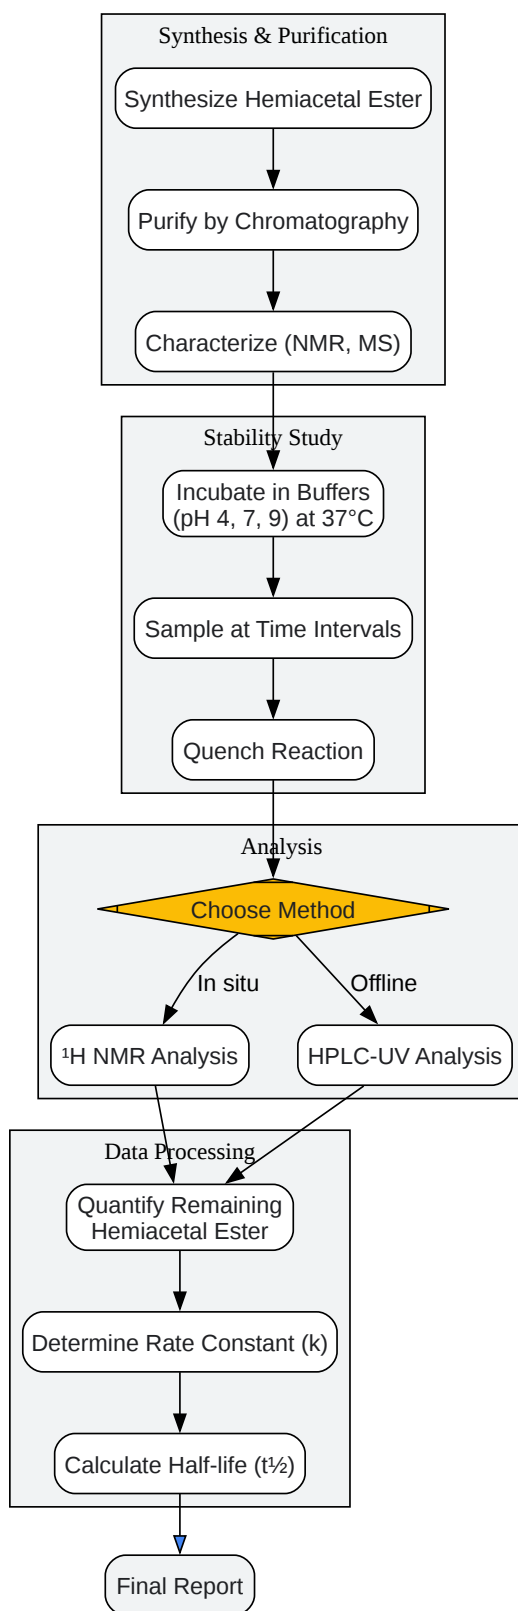 Synthesis & Purification
Synthesize Hemiacetal Ester
Purify by Chromatography
Characterize (NMR, MS)
Stability Study
Incubate in Buffers
(pH 4, 7, 9) at 37°C
Sample at Time Intervals
Quench Reaction
Analysis
Choose Method
In situ
Offline
¹H NMR Analysis
HPLC-UV Analysis
Data Processing
Quantify Remaining
Hemiacetal Ester
Determine Rate Constant (k)
Calculate Half-life (t½)
Final Report